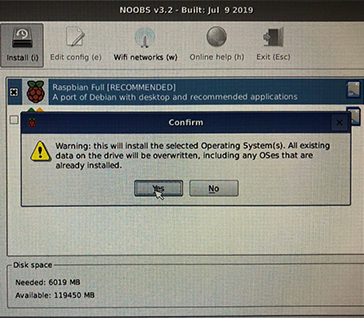 NOOBS v3.2 - Built: Jul 9 2019
Install (i) Edit config (e) Wifi networks (w) Online help (h) Exit (Esc)
Raspbian Full [RECOMMENDED]
A port of Debian with desktop and recommended applications
Confirm
Warning: this will install the selected Operating System(s). All existing
data on the drive will be overwritten, including any OSes that are
already installed.
Yes No
Disk space
Needed: 6019 MB
Available: 119450 MB